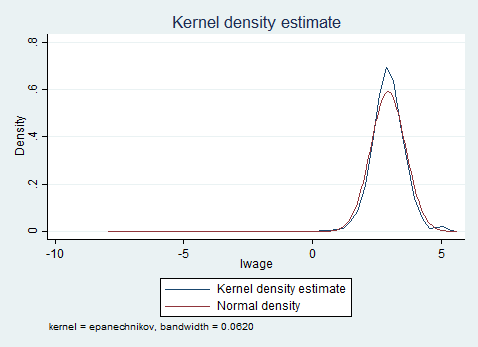 Kernel density estimate
.8
.6
.4
.2
0
Density
-10 -5 0 5
lwage
Kernel density estimate
Normal density
kernel = epanechnikov, bandwidth = 0.0620